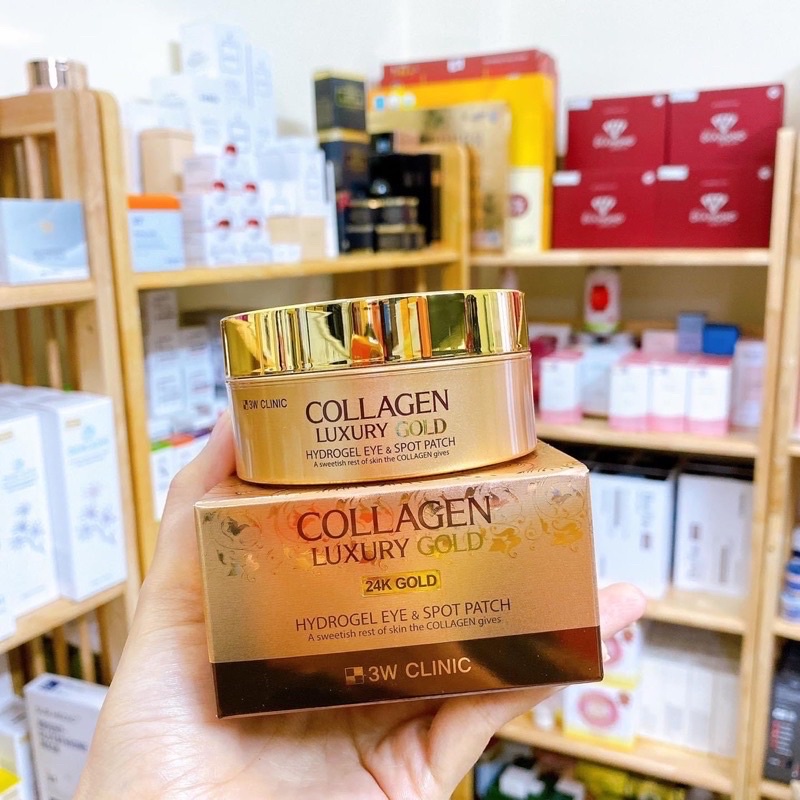 3W CLINIC
COLLAGEN
LUXURY GOLD
HYDROGEL EYE & SPOT PATCH
A sweetish rest of skin the COLLAGEN gives
COLLAGEN
LUXURY GOLD
24K GOLD
HYDROGEL EYE & SPOT PATCH
A sweetish rest of skin the COLLAGEN gives
3W CLINIC